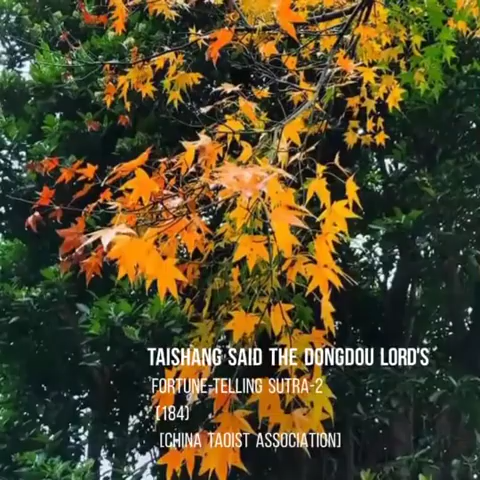 TAISHANG SAID THE DONGDOU LORD'S
FORTUNE-TELLING SUTRA-2
[184]
[CHINA TAOIST ASSOCIATION]